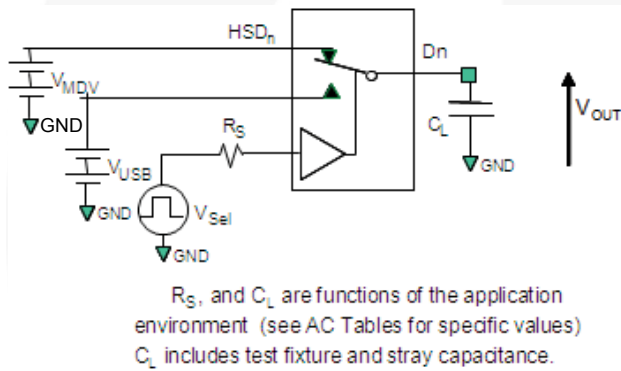 HSDn
Dn
VMDV
GND
RS
CL
VOUT
GND
VUSB
GND
VSel
GND
RS, and CL are functions of the application
environment (see AC Tables for specific values)
CL includes test fixture and stray capacitance.